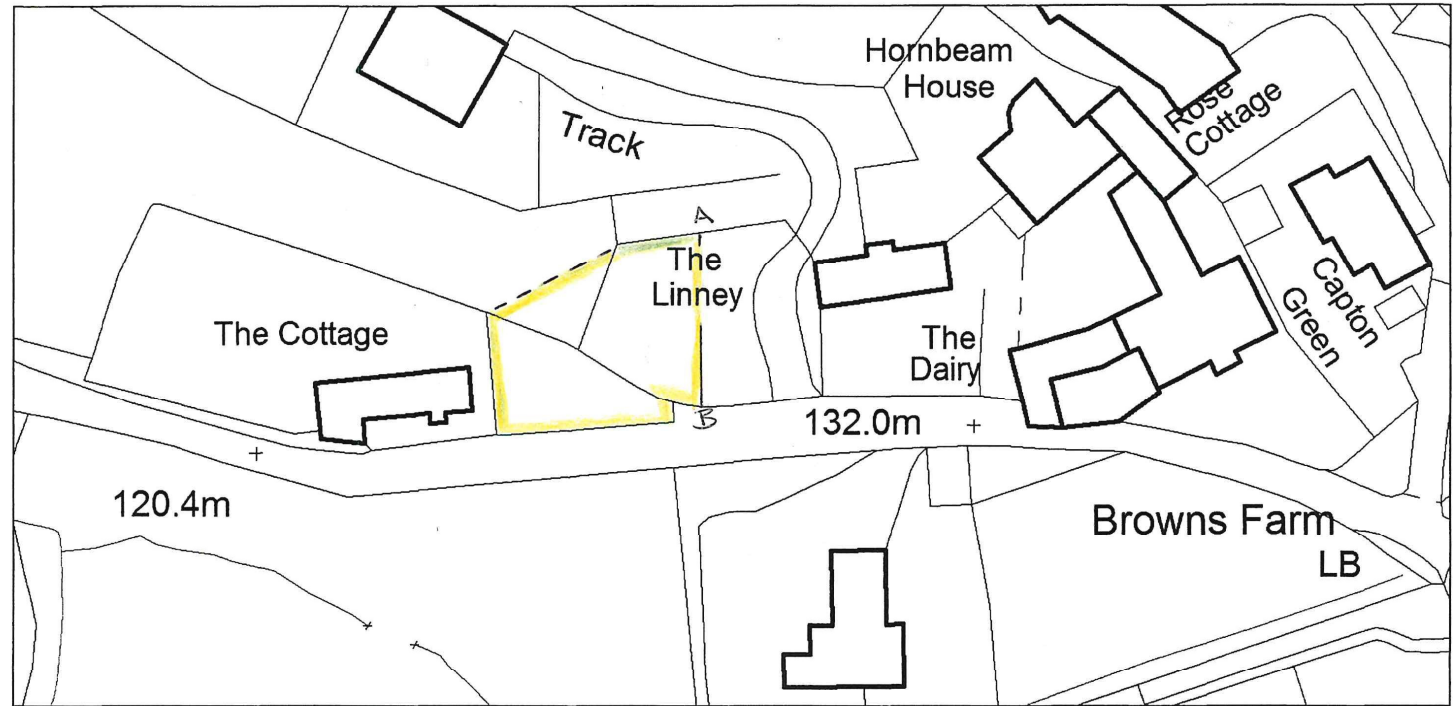 Hornbeam
House
Rose
Cottage
Track
A
The
Linney
Capton
Green
The Cottage
The
Dairy
B
132.0m
120.4m
Browns Farm
LB